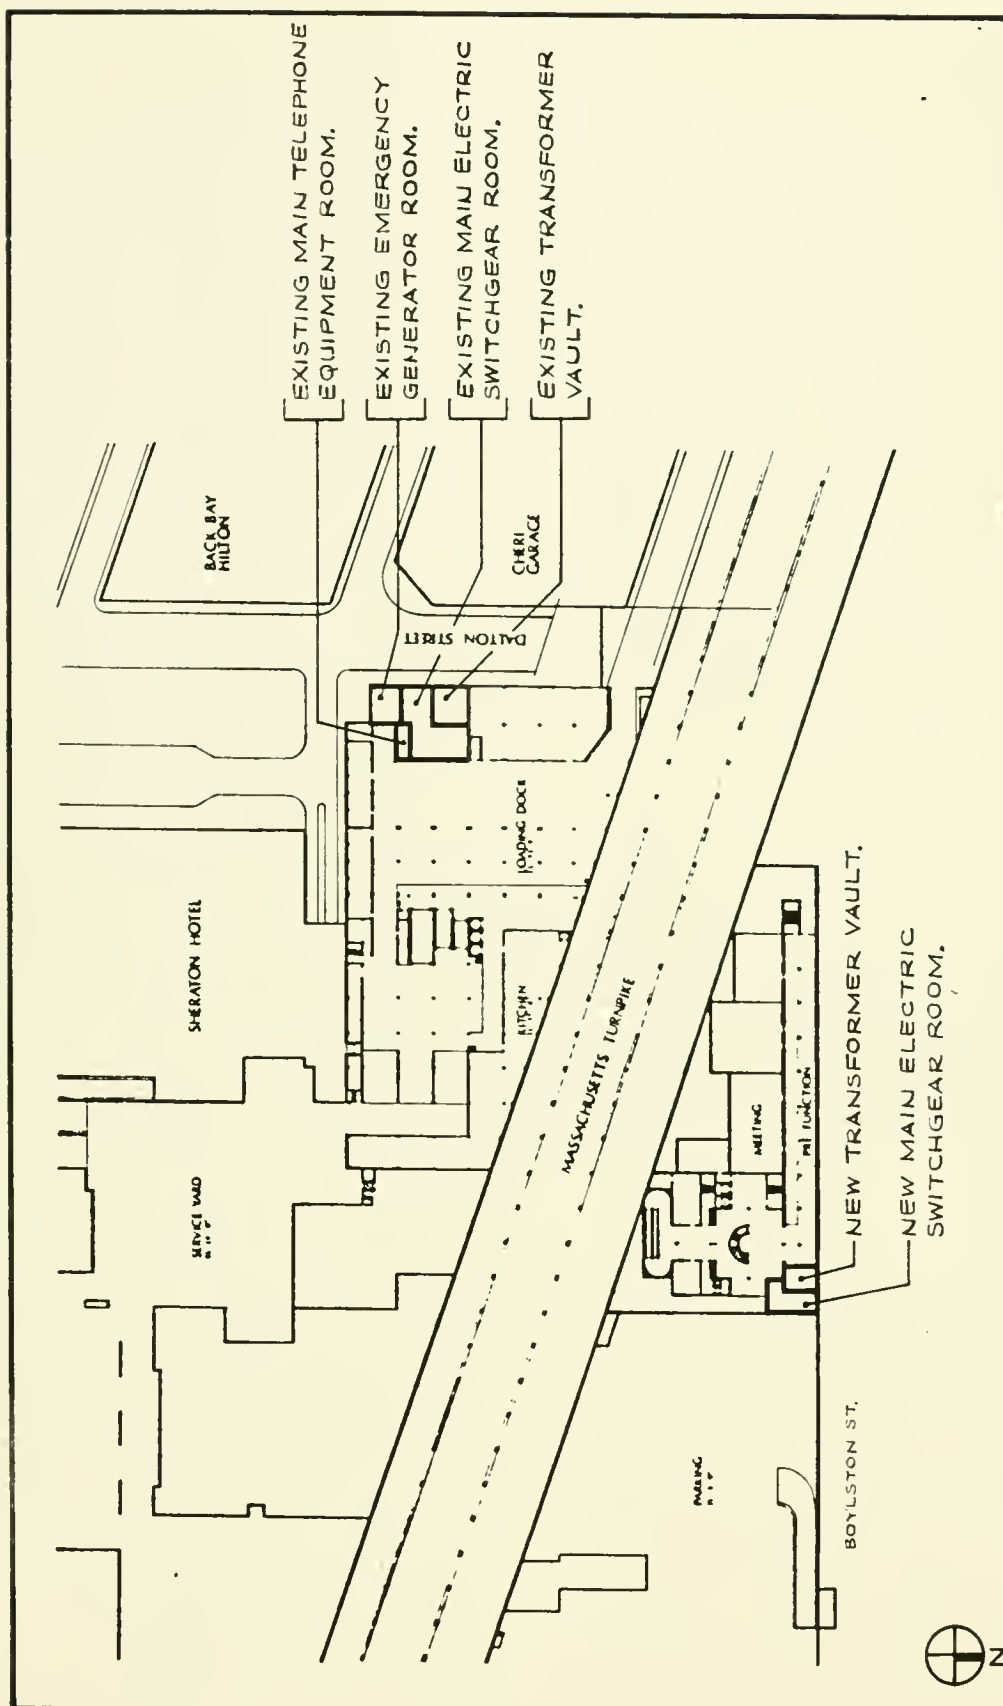 EXISTING MAIN TELEPHONE
EQUIPMENT ROOM.
EXISTING EMERGENCY
GENERATOR ROOM.
EXISTING MAIN ELECTRIC
SWITCHGEAR ROOM.
EXISTING TRANSFORMER
VAULT.
BACK BAY
HILTON
CHERI
GARAGE
DALTON STREET
SHERATON HOTEL
LOADING DOCK
KITCHEN
MASSACHUSETTS TURNPIKE
SERVICE YARD
MEETING
FUNCTION
NEW TRANSFORMER VAULT.
NEW MAIN ELECTRIC
SWITCHGEAR ROOM.
PARKING
BOYLSTON ST.
Z